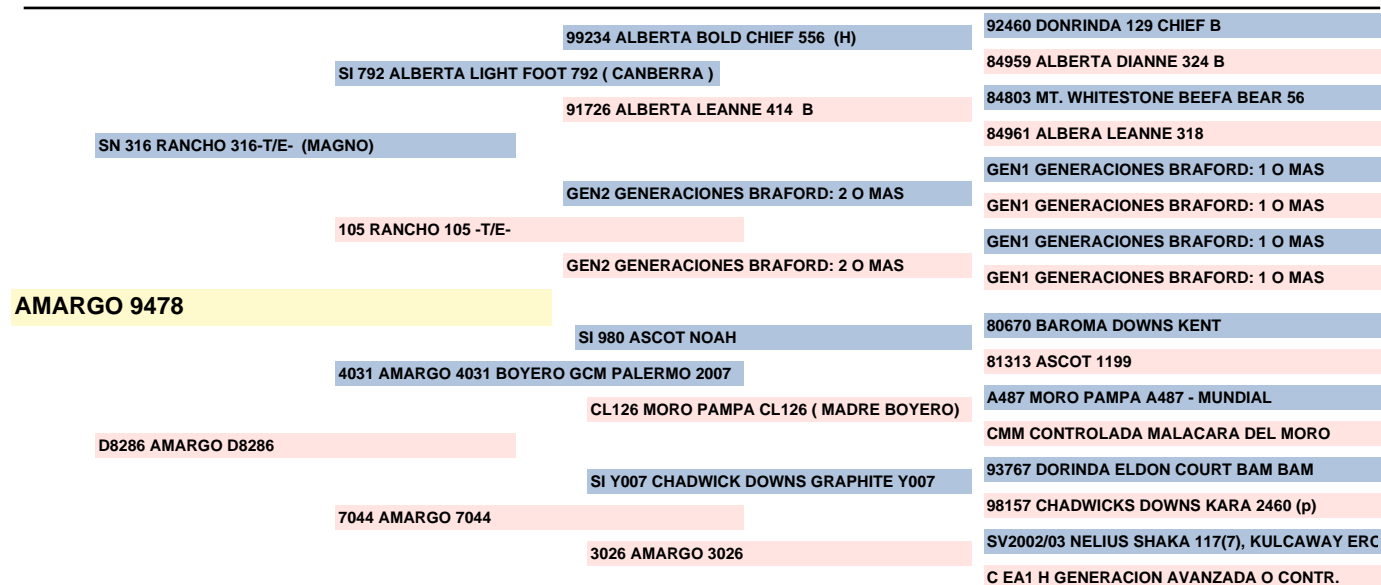 92460 DONRINDA 129 CHIEF B
99234 ALBERTA BOLD CHIEF 556 (H)
84959 ALBERTA DIANNE 324 B
SI 792 ALBERTA LIGHT FOOT 792 ( CANBERRA )
84803 MT. WHITESTONE BEEFA BEAR 56
91726 ALBERTA LEANNE 414 B
84961 ALBERA LEANNE 318
SN 316 RANCHO 316-T/E- (MAGNO)
GEN1 GENERACIONES BRAFORD: 1 O MAS
GEN2 GENERACIONES BRAFORD: 2 O MAS
GEN1 GENERACIONES BRAFORD: 1 O MAS
105 RANCHO 105 -T/E-
GEN1 GENERACIONES BRAFORD: 1 O MAS
GEN2 GENERACIONES BRAFORD: 2 O MAS
GEN1 GENERACIONES BRAFORD: 1 O MAS
AMARGO 9478
80670 BAROMA DOWNS KENT
SI 980 ASCOT NOAH
81313 ASCOT 1199
4031 AMARGO 4031 BOYERO GCM PALERMO 2007
A487 MORO PAMPA A487 - MUNDIAL
CL126 MORO PAMPA CL126 ( MADRE BOYERO)
CMM CONTROLADA MALACARA DEL MORO
D8286 AMARGO D8286
93767 DORINDA ELDON COURT BAM BAM
SI Y007 CHADWICK DOWNS GRAPHITE Y007
98157 CHADWICKS DOWNS KARA 2460 (p)
7044 AMARGO 7044
SV2002/03 NELIUS SHAKA 117(7), KULCAWAY ERC
3026 AMARGO 3026
C EA1 H GENERACION AVANZADA O CONTR.